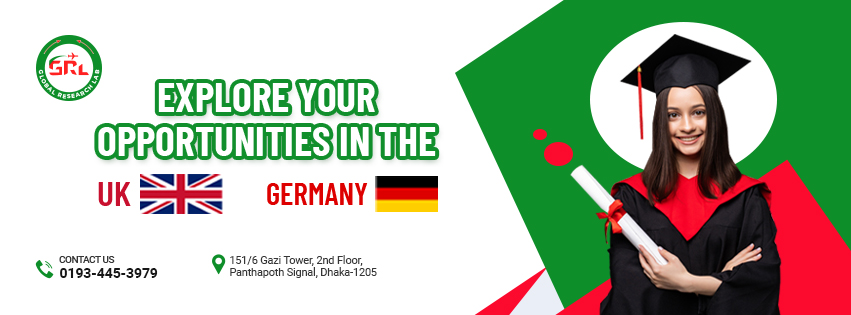 GRL
GLOBAL RESEARCH LAB
EXPLORE YOUR
OPPORTUNITIES IN THE
UK GERMANY
CONTACT US
0193-445-3979
151/6 Gazi Tower, 2nd Floor,
Panthapoth Signal, Dhaka-1205